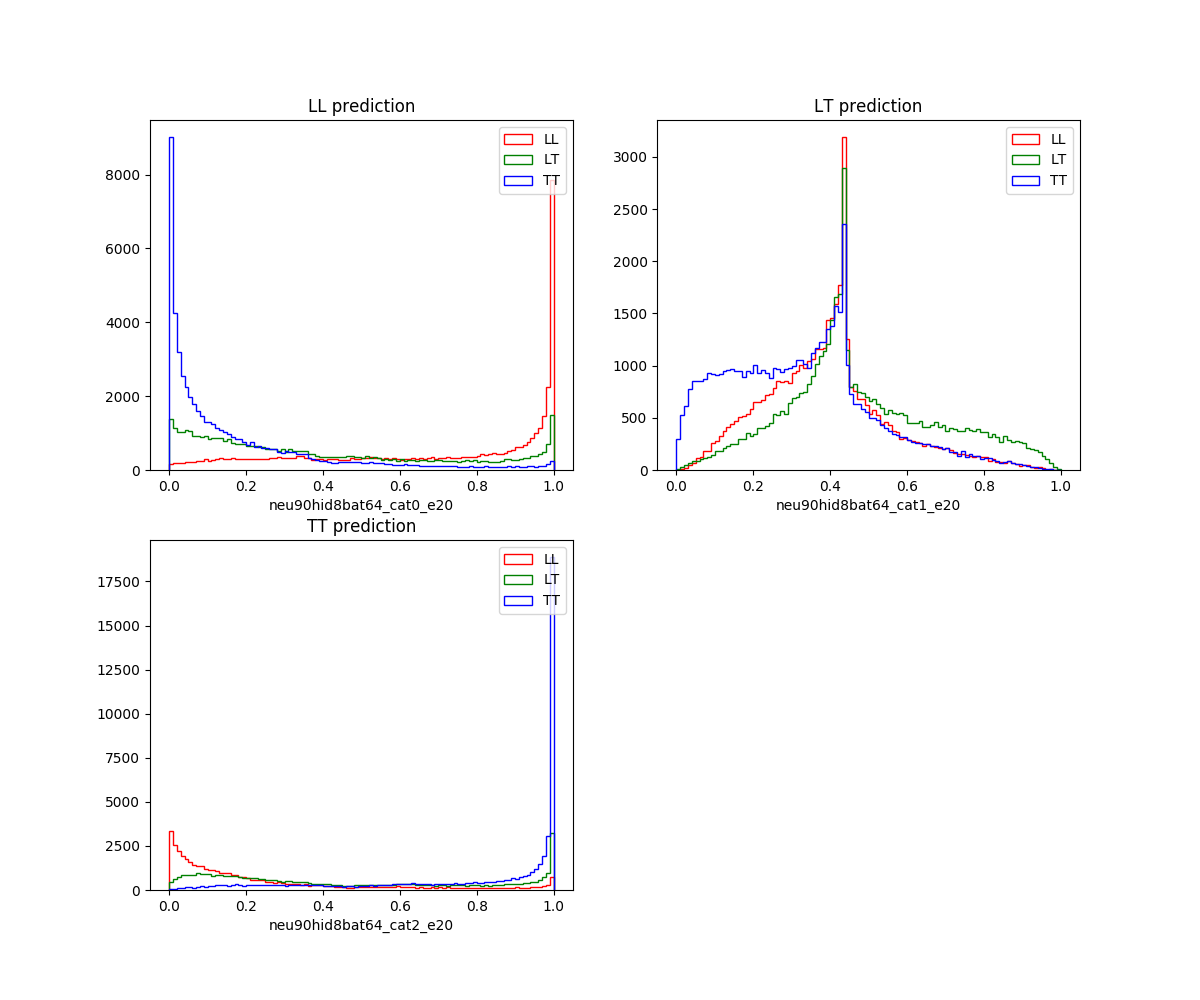 LL prediction
8000
6000
4000
2000
0
0.0 0.2 0.4 0.6 0.8 1.0
neu90hid8bat64_cat0_e20
LL
LT
TT
LT prediction
3000
2500
2000
1500
1000
500
0
0.0 0.2 0.4 0.6 0.8 1.0
neu90hid8bat64_cat1_e20
LL
LT
TT
TT prediction
17500
15000
12500
10000
7500
5000
2500
0
0.0 0.2 0.4 0.6 0.8 1.0
neu90hid8bat64_cat2_e20
LL
LT
TT